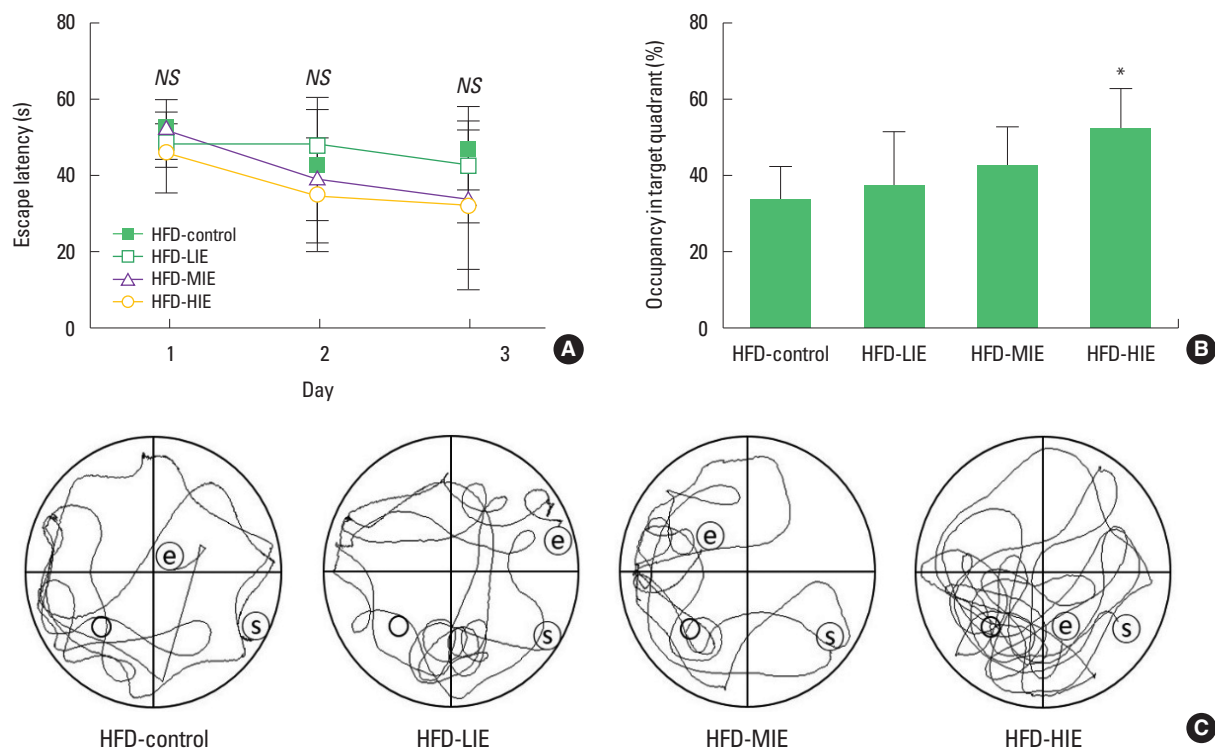 80
60
40
20
0
Escape latency (s)
NS
NS
NS
HFD-control
HFD-LIE
HFD-MIE
HFD-HIE
1
2
3
Day
A
80
60
40
20
0
Occupancy in target quadrant (%)
*
HFD-control
HFD-LIE
HFD-MIE
HFD-HIE
B
e
s
e
s
e
s
e
s
HFD-control
HFD-LIE
HFD-MIE
HFD-HIE
C